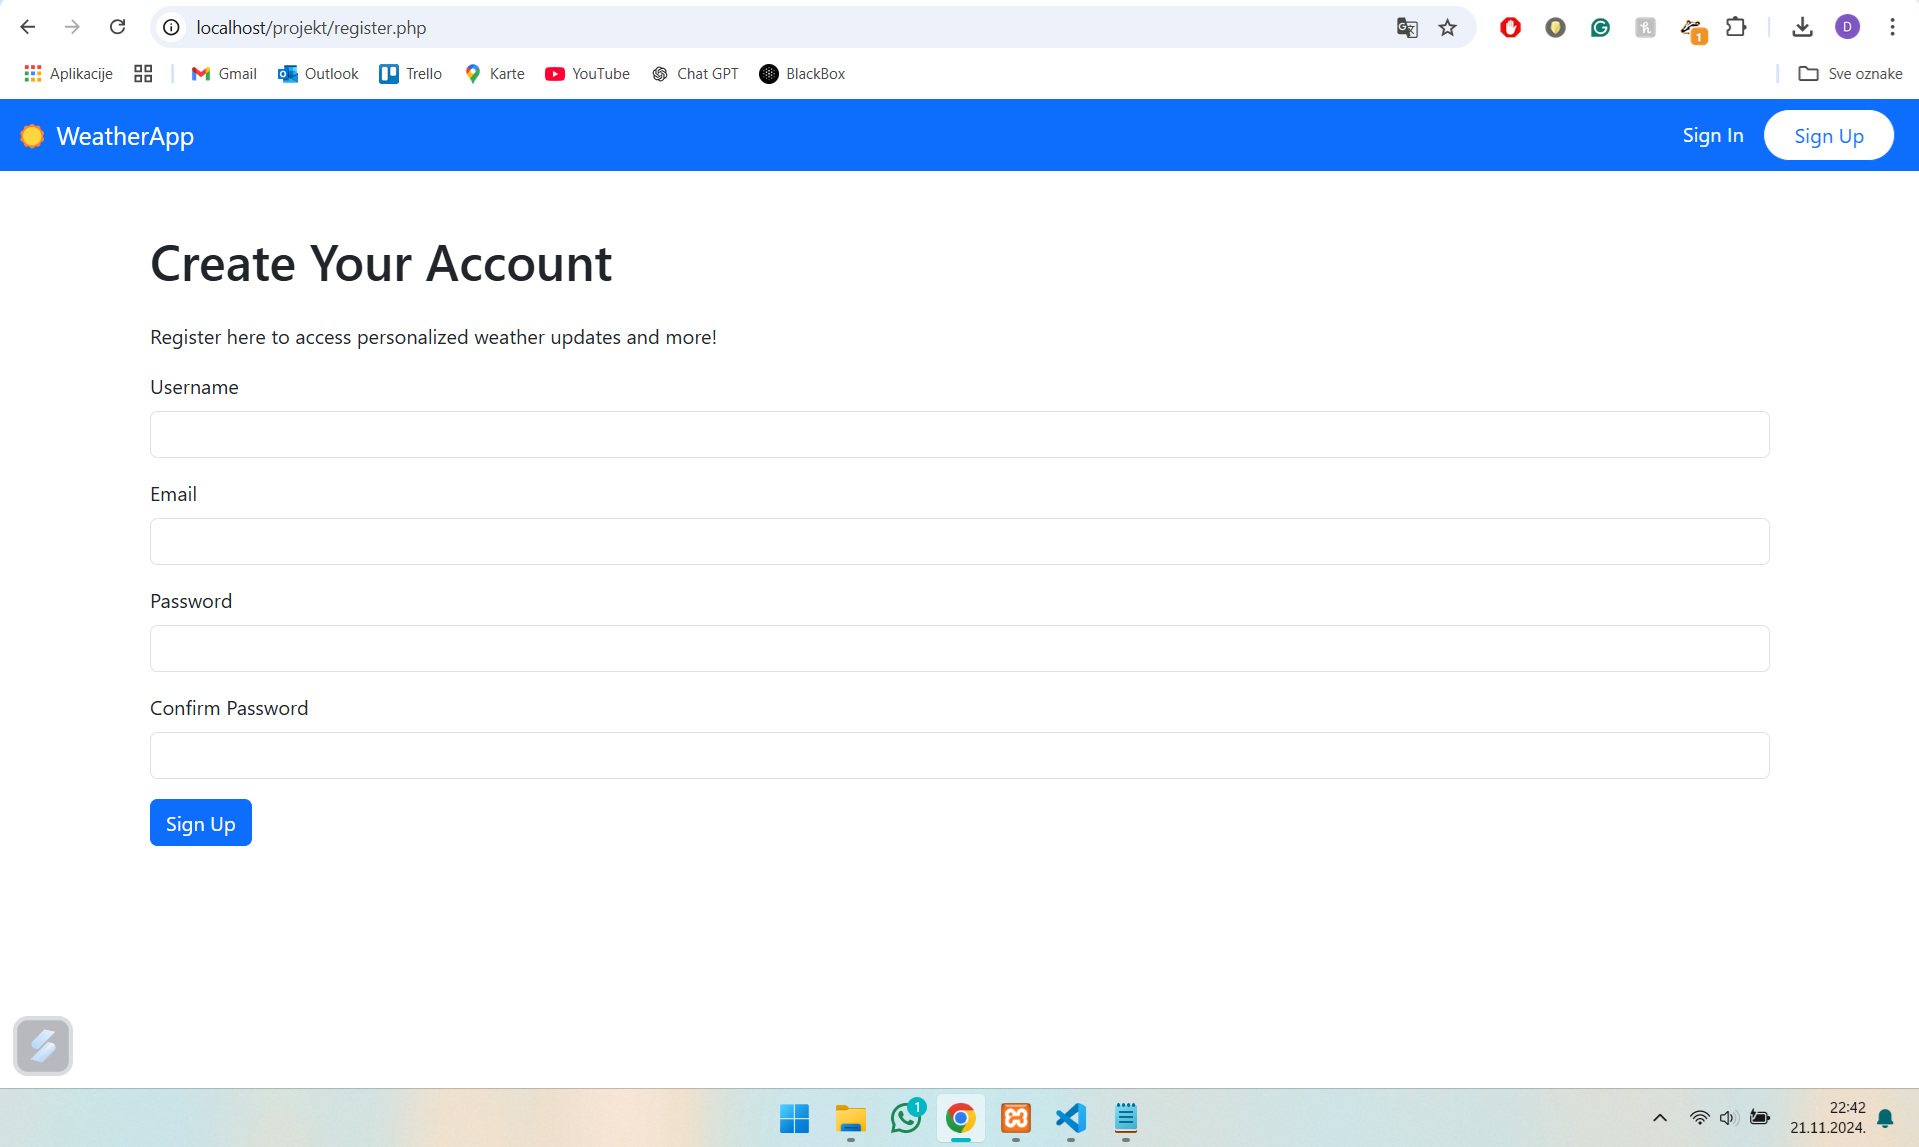 localhost/projekt/register.php
1
D
Aplikacije
Gmail
Outlook
Trello
Karte
YouTube
Chat GPT
BlackBox
Sve oznake
WeatherApp
Sign In
Sign Up
Create Your Account
Register here to access personalized weather updates and more!
Username
Email
Password
Confirm Password
Sign Up
1
22:42
21.11.2024.